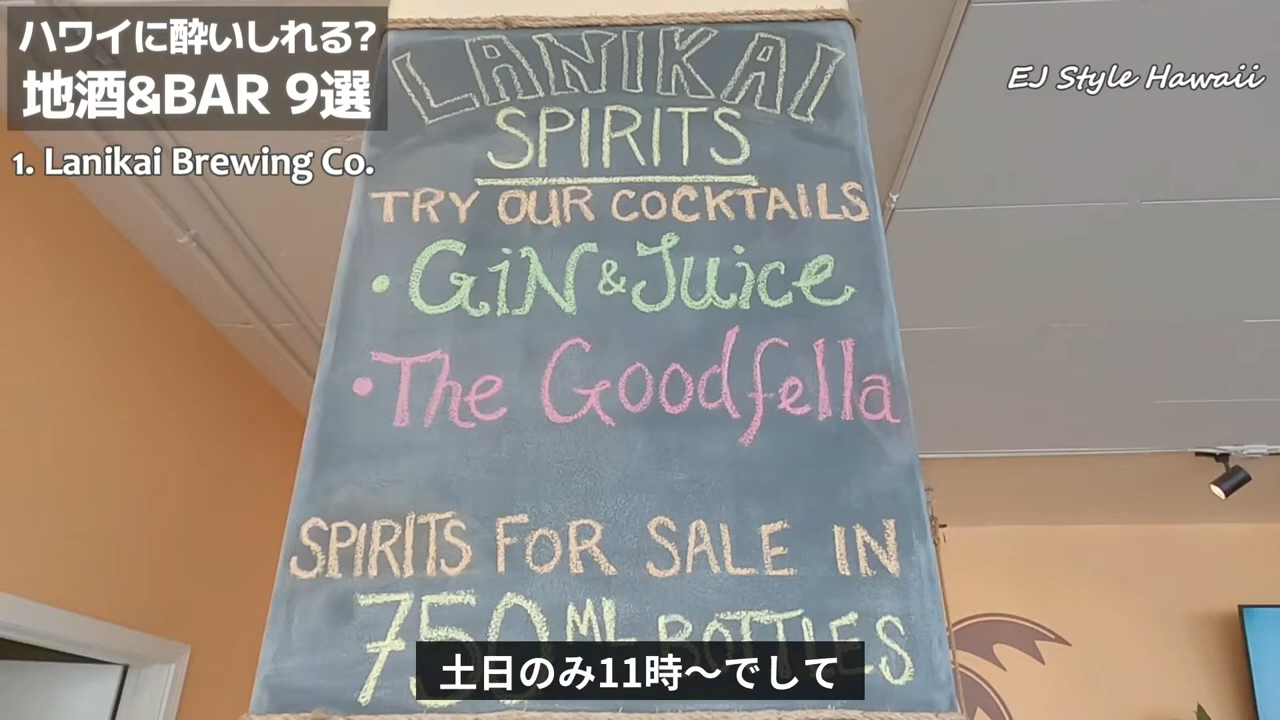 ハワイに酔いしれる?
地酒&BAR 9選
1. Lanikai Brewing Co.
EJ Style Hawaii
LANIKAI
SPIRITS
TRY OUR COCKTAILS
• GiN & Juice
• The Goodfella
SPIRITS FOR SALE IN
750 ML BOTTLES
土日のみ11時〜でして